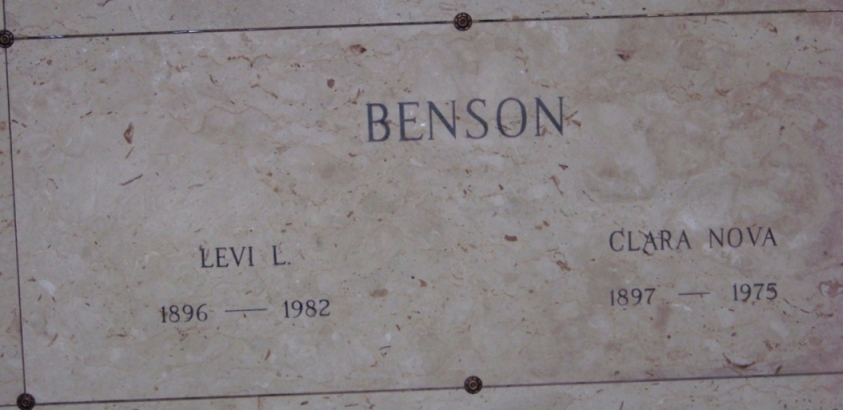 BENSON
LEVI L.
1896 — 1982
CLARA NOVA
1897 — 1975